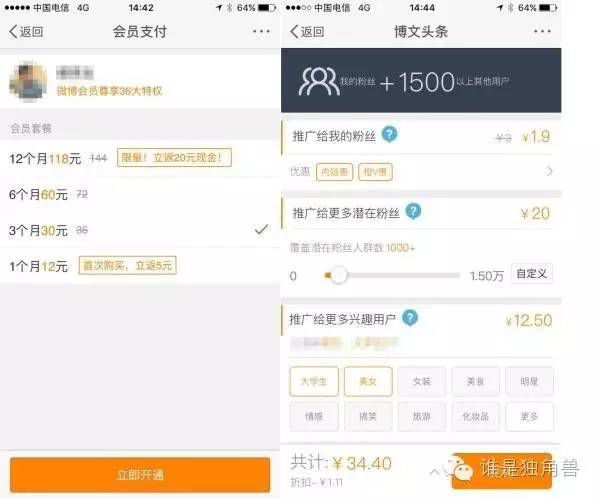 中国电信 4G 14:42 64%
返回 会员支付
微博会员尊享36大特权
会员套餐
12个月118元 144 限量！立返20元现金！
6个月60元 72
3个月30元 36
1个月12元 首次购买，立返5元
立即开通
中国电信 4G 14:44 64%
返回 博文头条
我的粉丝 +1500 以上其他用户
推广给我的粉丝 ? ¥3 ¥1.9
优惠 内链惠 橙V惠
推广给更多潜在粉丝 ? ¥20
覆盖潜在粉丝人群数 1000+
0 1.50万 自定义
推广给更多兴趣用户 ? ¥12.50
大学生 美女 女装 美食 明星
情感 搞笑 旅游 化妆品 更多
共计: ¥34.40
折扣-¥1.11
谁是独角兽